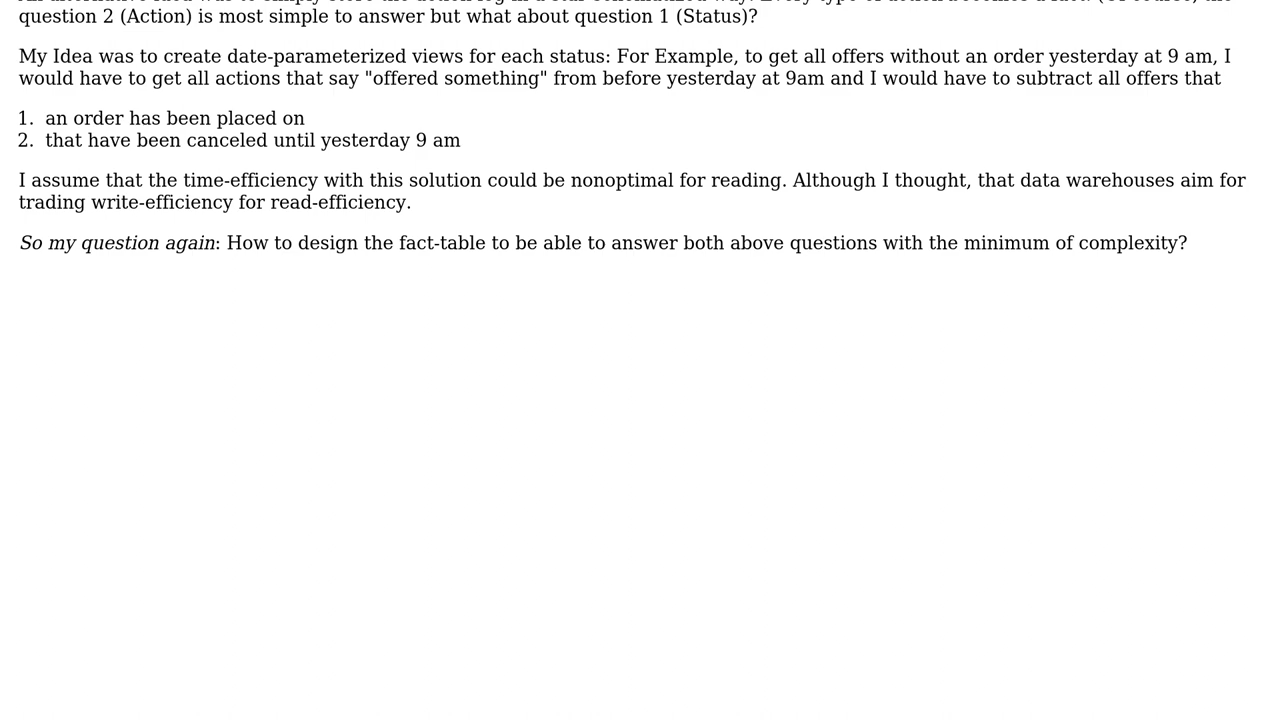 question 2 (Action) is most simple to answer but what about question 1 (Status)?
My Idea was to create date-parameterized views for each status: For Example, to get all offers without an order yesterday at 9 am, I
would have to get all actions that say "offered something" from before yesterday at 9am and I would have to subtract all offers that
1. an order has been placed on
2. that have been canceled until yesterday 9 am
I assume that the time-efficiency with this solution could be nonoptimal for reading. Although I thought, that data warehouses aim for
trading write-efficiency for read-efficiency.
So my question again: How to design the fact-table to be able to answer both above questions with the minimum of complexity?